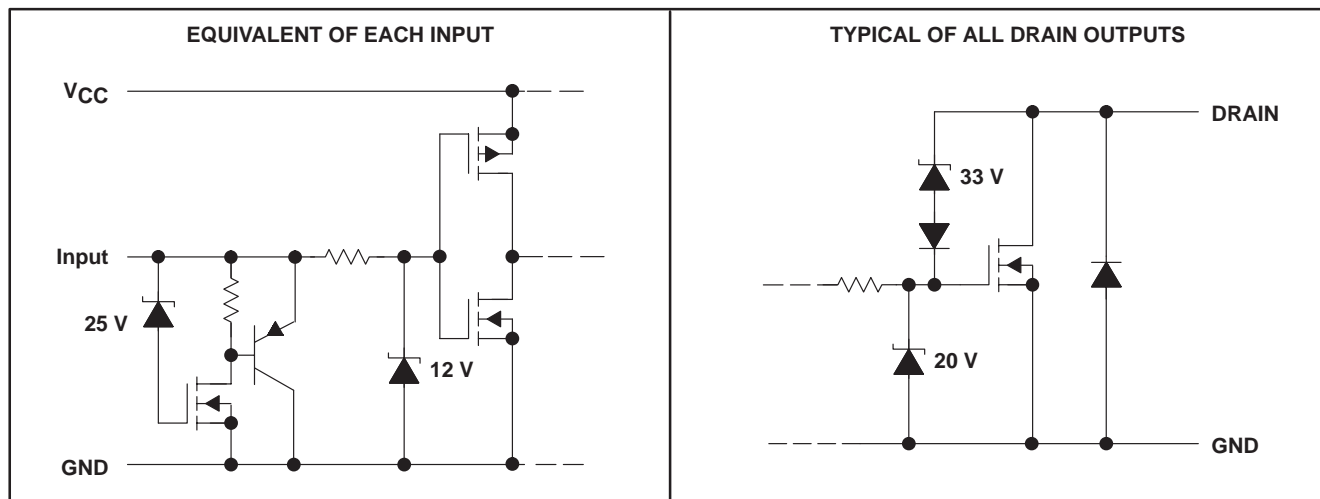 EQUIVALENT OF EACH INPUT
VCC
Input
25 V
12 V
GND
TYPICAL OF ALL DRAIN OUTPUTS
DRAIN
33 V
20 V
GND